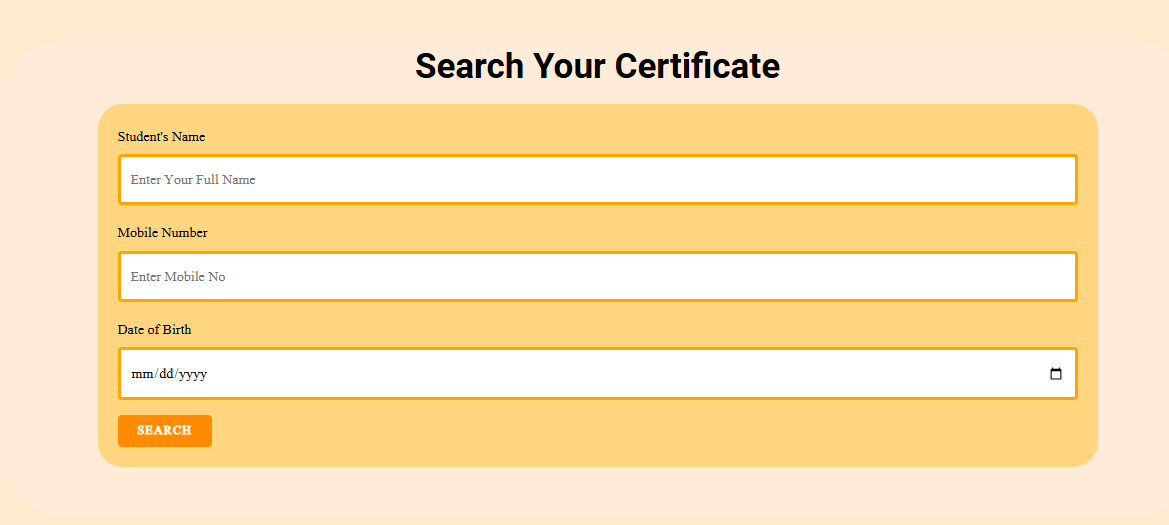 Search Your Certificate
Student's Name
Enter Your Full Name
Mobile Number
Enter Mobile No
Date of Birth
mm/dd/yyyy
SEARCH